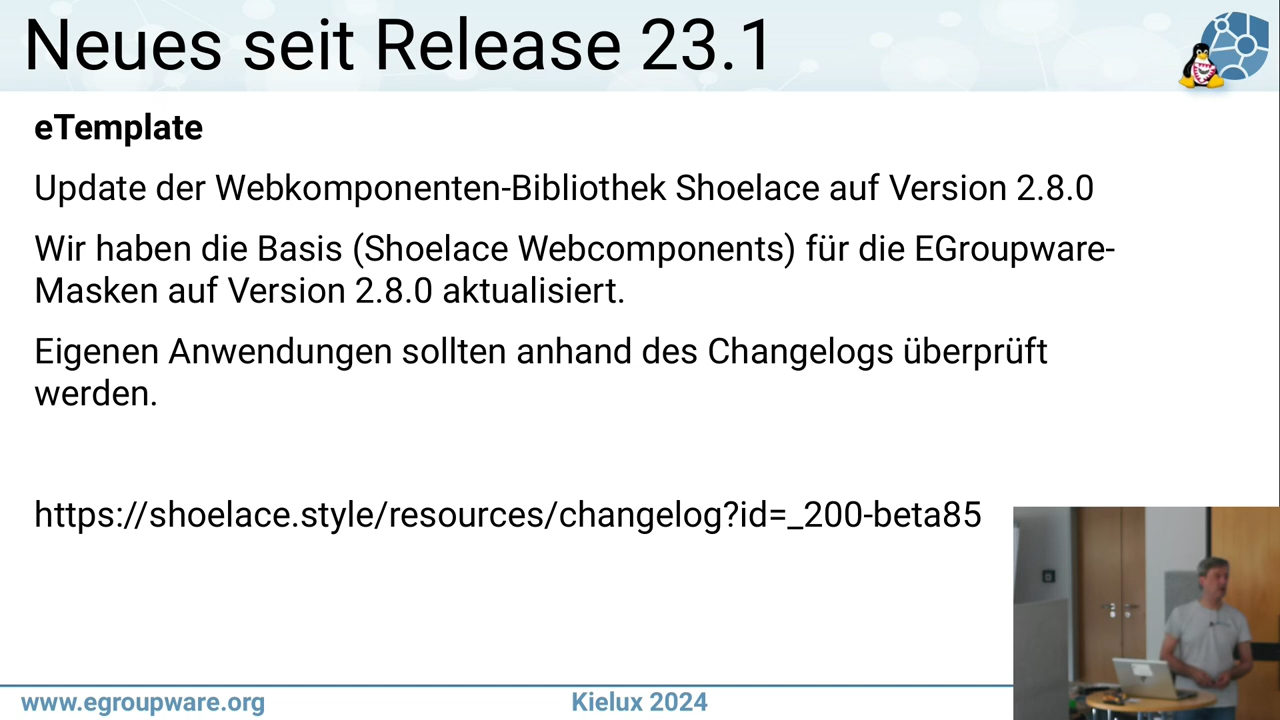 Neues seit Release 23.1
eTemplate
Update der Webkomponenten-Bibliothek Shoelace auf Version 2.8.0
Wir haben die Basis (Shoelace Webcomponents) für die EGroupware-
Masken auf Version 2.8.0 aktualisiert.
Eigenen Anwendungen sollten anhand des Changelogs überprüft
werden.
https://shoelace.style/resources/changelog?id=_200-beta85
www.egroupware.org
Kielux 2024